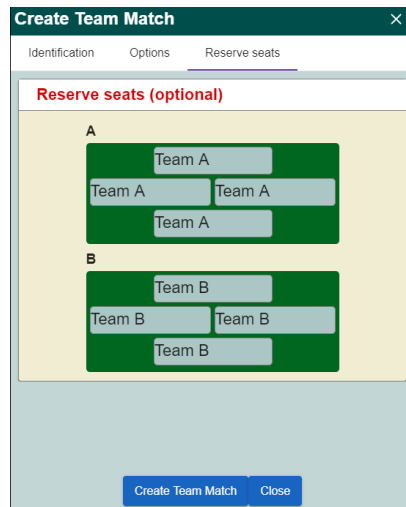 Create Team Match ×
Identification Options Reserve seats
Reserve seats (optional)
A
Team A
Team A Team A
Team A
B
Team B
Team B Team B
Team B
Create Team Match Close